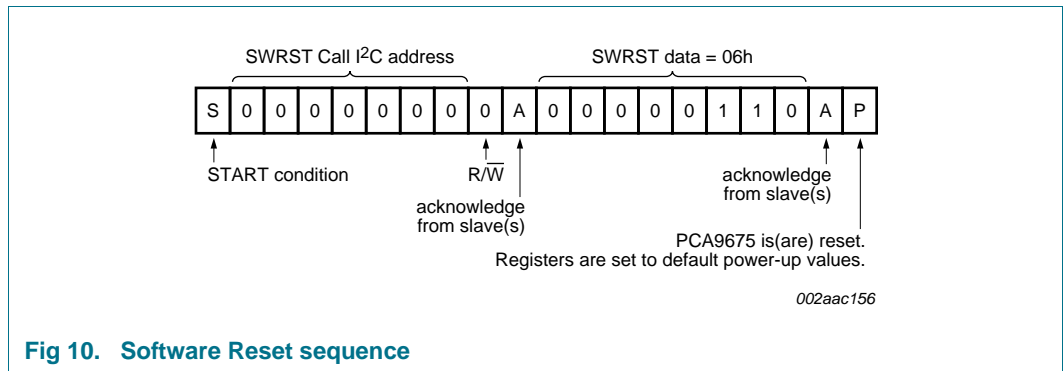 SWRST Call I²C address
SWRST data = 06h
S 0 0 0 0 0 0 0 0 A 0 0 0 0 0 1 1 0 A P
START condition
R/W̅
acknowledge
from slave(s)
acknowledge
from slave(s)
PCA9675 is(are) reset.
Registers are set to default power-up values.
002aac156
Fig 10. Software Reset sequence